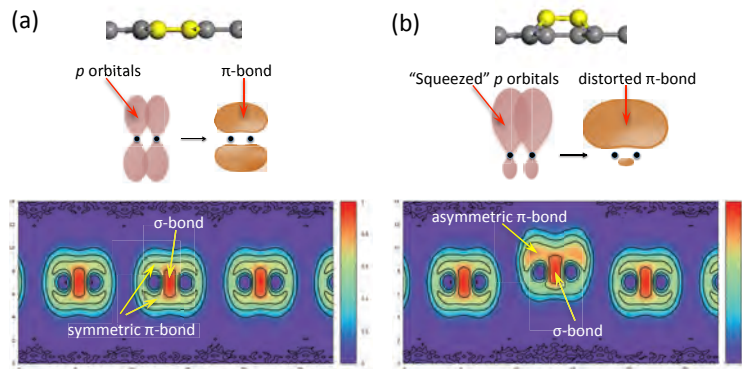 (a)
p orbitals
π-bond
σ-bond
symmetric π-bond
(b)
“Squeezed” p orbitals
distorted π-bond
asymmetric π-bond
σ-bond